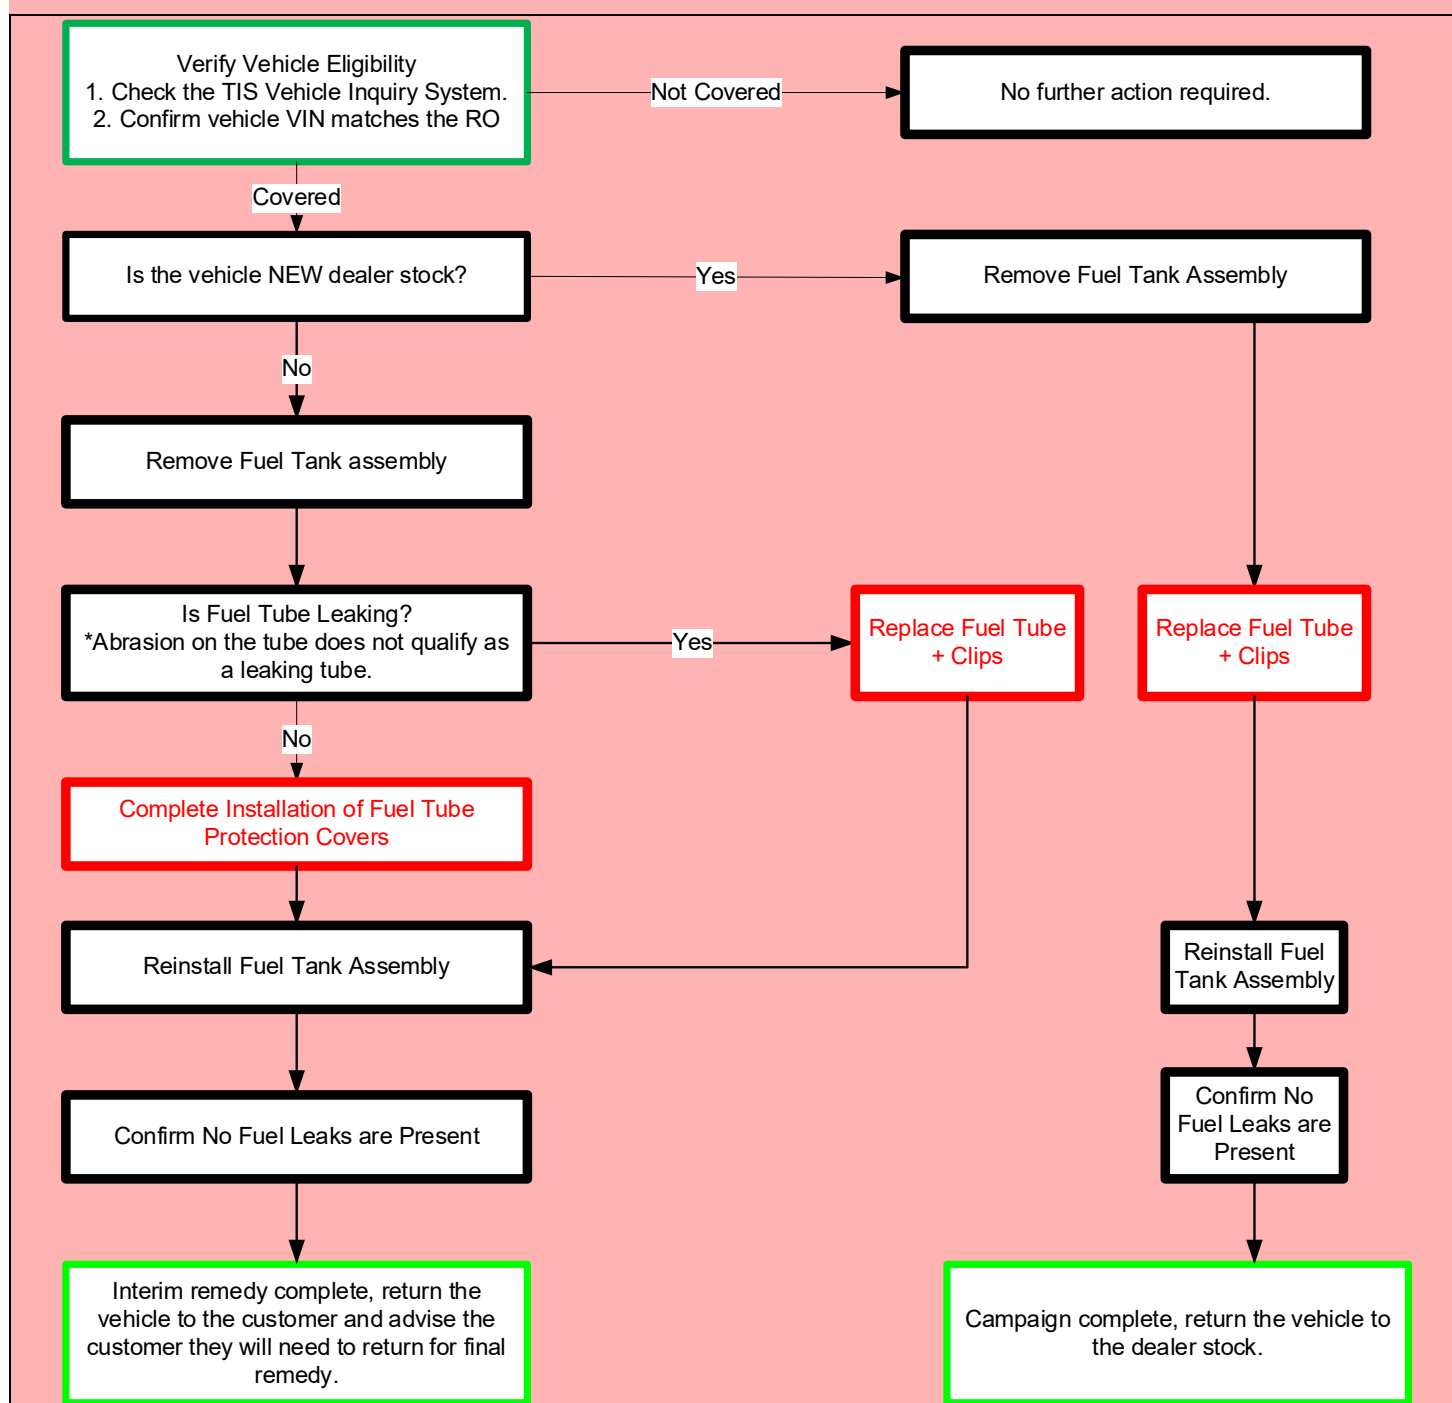 Verify Vehicle Eligibility
1. Check the TIS Vehicle Inquiry System.
2. Confirm vehicle VIN matches the RO
Not Covered
No further action required.
Covered
Is the vehicle NEW dealer stock?
Yes
Remove Fuel Tank Assembly
No
Remove Fuel Tank assembly
Is Fuel Tube Leaking?
*Abrasion on the tube does not qualify as
a leaking tube.
Yes
Replace Fuel Tube
+ Clips
Replace Fuel Tube
+ Clips
No
Complete Installation of Fuel Tube
Protection Covers
Reinstall Fuel Tank Assembly
Reinstall Fuel
Tank Assembly
Confirm No Fuel Leaks are Present
Confirm No
Fuel Leaks are
Present
Interim remedy complete, return the
vehicle to the customer and advise the
customer they will need to return for final
remedy.
Campaign complete, return the vehicle to
the dealer stock.